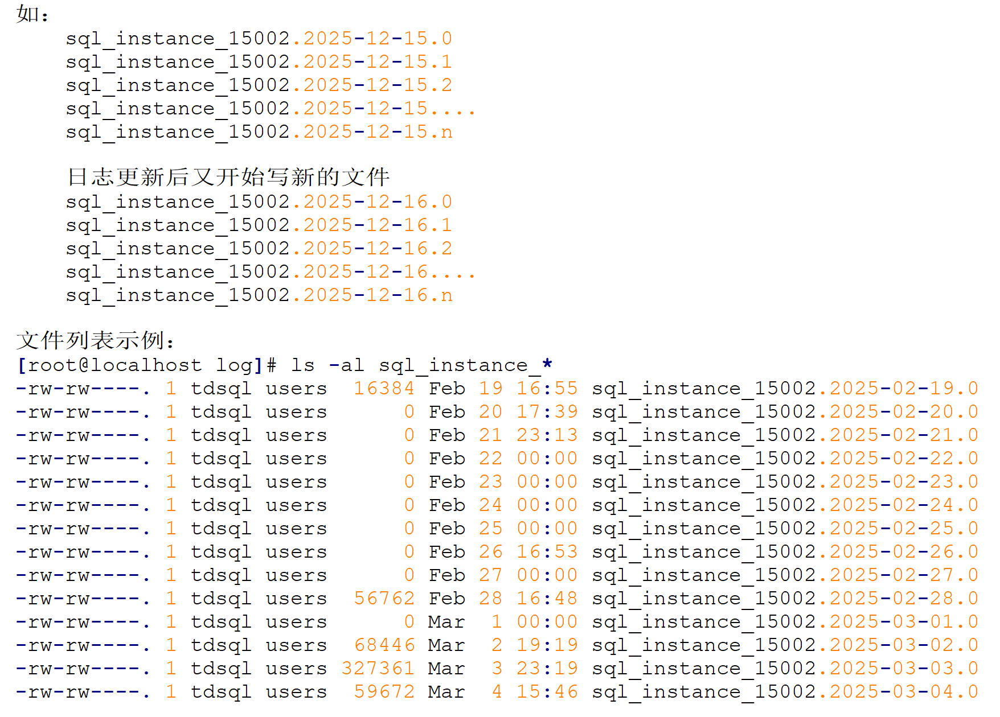 如：
sql_instance_15002.2025-12-15.0
sql_instance_15002.2025-12-15.1
sql_instance_15002.2025-12-15.2
sql_instance_15002.2025-12-15....
sql_instance_15002.2025-12-15.n
日志更新后又开始写新的文件
sql_instance_15002.2025-12-16.0
sql_instance_15002.2025-12-16.1
sql_instance_15002.2025-12-16.2
sql_instance_15002.2025-12-16....
sql_instance_15002.2025-12-16.n
文件列表示例：
[root@localhost log]# ls -al sql_instance_*
-rw-rw----. 1 tdsql users  16384 Feb 19 16:55 sql_instance_15002.2025-02-19.0
-rw-rw----. 1 tdsql users      0 Feb 20 17:39 sql_instance_15002.2025-02-20.0
-rw-rw----. 1 tdsql users      0 Feb 21 23:13 sql_instance_15002.2025-02-21.0
-rw-rw----. 1 tdsql users      0 Feb 22 00:00 sql_instance_15002.2025-02-22.0
-rw-rw----. 1 tdsql users      0 Feb 23 00:00 sql_instance_15002.2025-02-23.0
-rw-rw----. 1 tdsql users      0 Feb 24 00:00 sql_instance_15002.2025-02-24.0
-rw-rw----. 1 tdsql users      0 Feb 25 00:00 sql_instance_15002.2025-02-25.0
-rw-rw----. 1 tdsql users      0 Feb 26 16:53 sql_instance_15002.2025-02-26.0
-rw-rw----. 1 tdsql users      0 Feb 27 00:00 sql_instance_15002.2025-02-27.0
-rw-rw----. 1 tdsql users  56762 Feb 28 16:48 sql_instance_15002.2025-02-28.0
-rw-rw----. 1 tdsql users      0 Mar  1 00:00 sql_instance_15002.2025-03-01.0
-rw-rw----. 1 tdsql users  68446 Mar  2 19:19 sql_instance_15002.2025-03-02.0
-rw-rw----. 1 tdsql users 327361 Mar  3 23:19 sql_instance_15002.2025-03-03.0
-rw-rw----. 1 tdsql users  59672 Mar  4 15:46 sql_instance_15002.2025-03-04.0